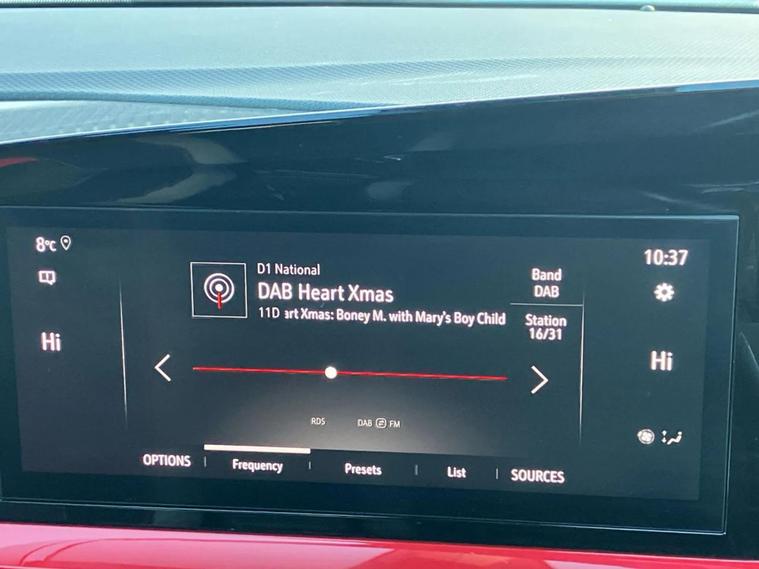 8°C
10:37
D1 National
DAB Heart Xmas
11D art Xmas: Boney M. with Mary's Boy Child
Band
DAB
Station
16/31
Hi
Hi
RDS
DAB FM
OPTIONS
Frequency
Presets
List
SOURCES